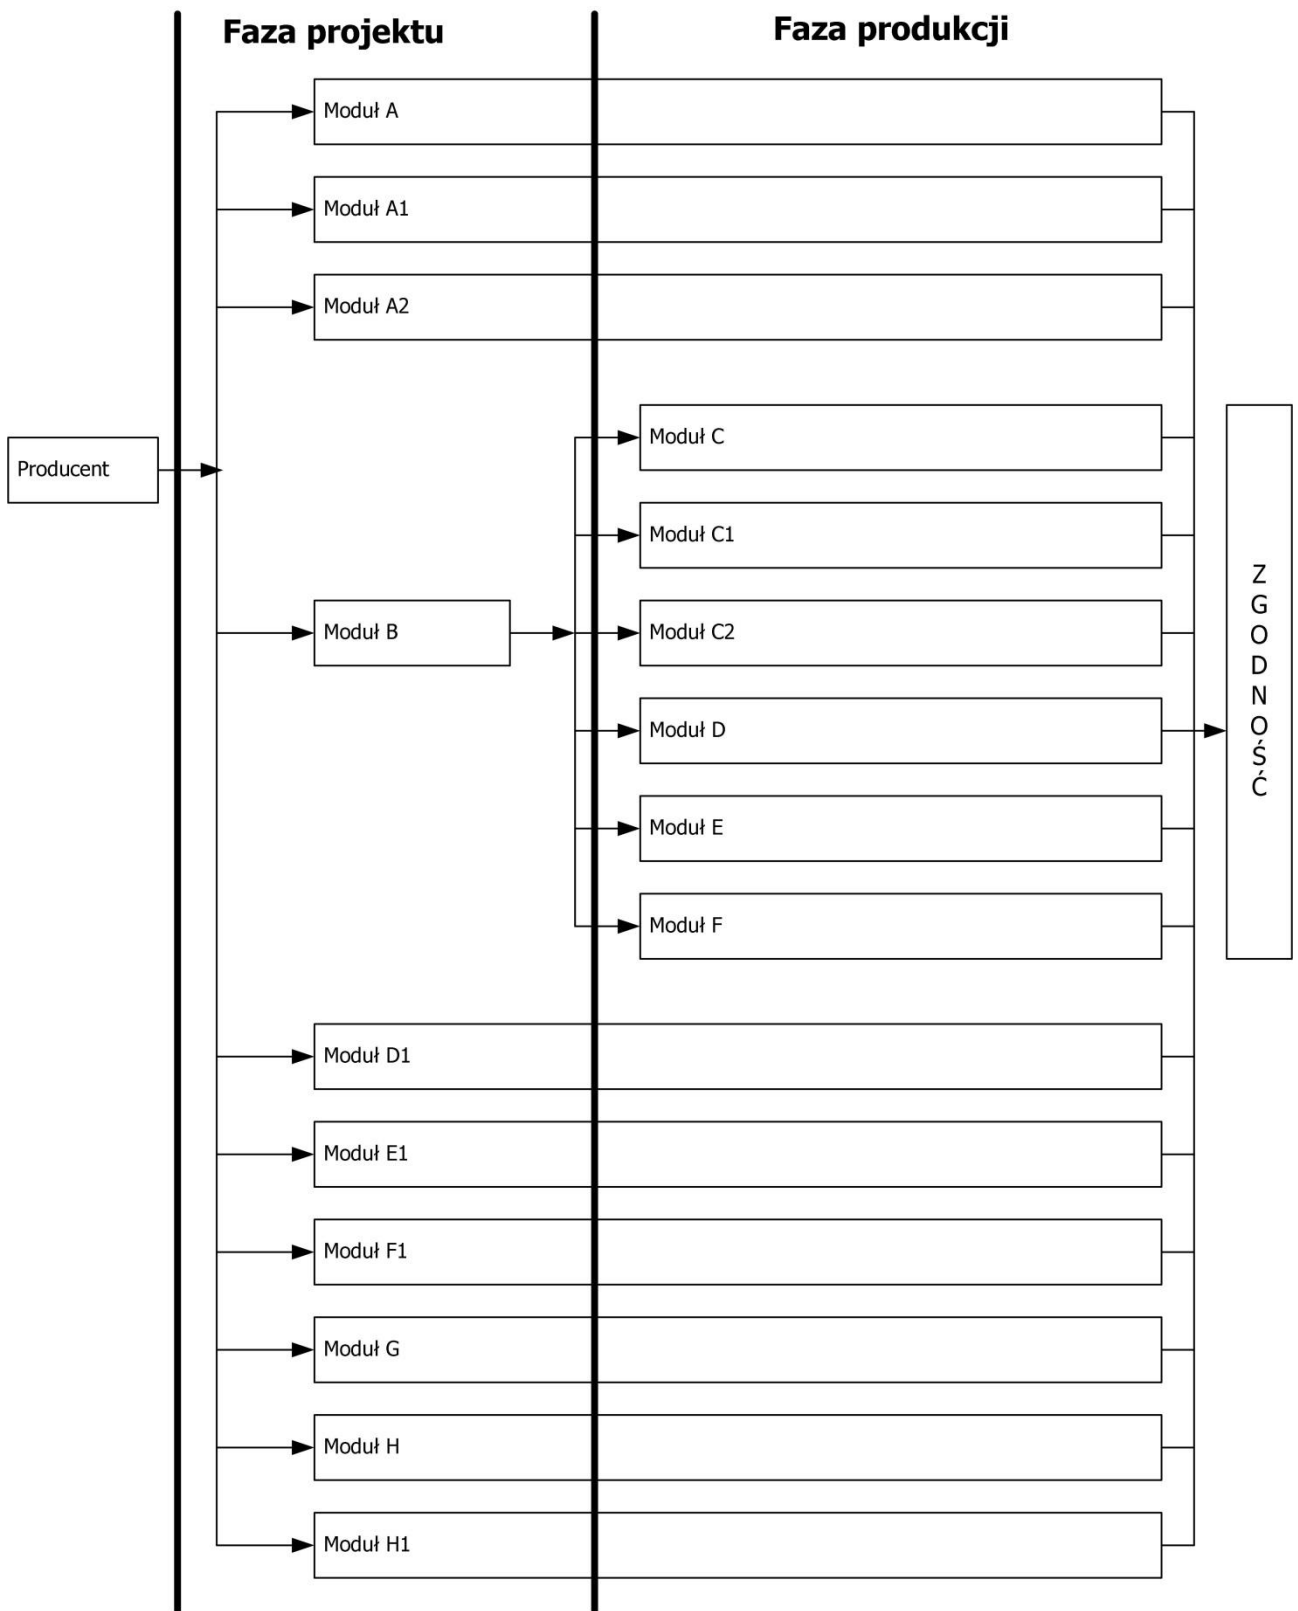 Faza projektu
Faza produkcji
Moduł A
Moduł A1
Moduł A2
Producent
Moduł B
Moduł C
Moduł C1
Moduł C2
Moduł D
Moduł E
Moduł F
Z
G
O
D
N
O
Ś
Ć
Moduł D1
Moduł E1
Moduł F1
Moduł G
Moduł H
Moduł H1